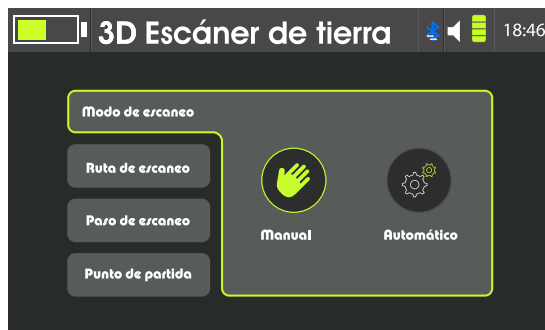 3D Escáner de tierra
18:46
Modo de escaneo
Ruta de escaneo
Paso de escaneo
Punto de partida
Manual
Automático